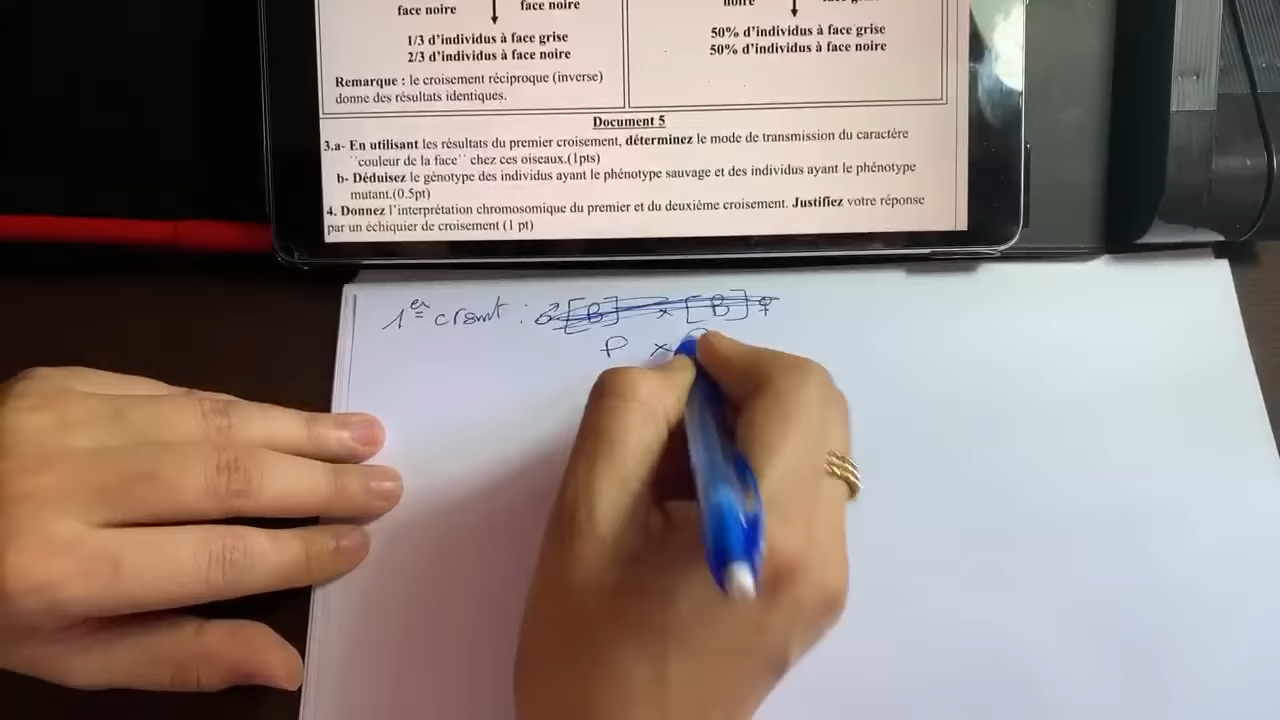 face noire face noire
1/3 d'individus à face grise
2/3 d'individus à face noire
Remarque : le croisement réciproque (inverse)
donne des résultats identiques.
noire
50% d'individus à face grise
50% d'individus à face noire
Document 5
3.a- En utilisant les résultats du premier croisement, déterminez le mode de transmission du caractère
''couleur de la face'' chez ces oiseaux.(1pts)
b- Déduisez le génotype des individus ayant le phénotype sauvage et des individus ayant le phénotype
mutant.(0.5pt)
4. Donnez l'interprétation chromosomique du premier et du deuxième croisement. Justifiez votre réponse
par un échiquier de croisement (1 pt)
1er crsmt : ♂ [B] × [B] ♀
P ×